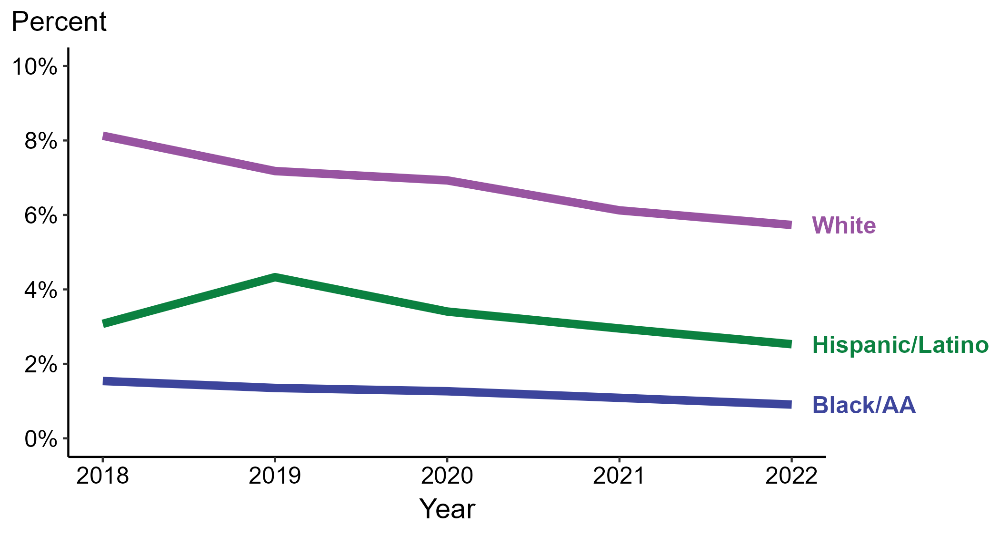 Percent
10%
8%
6%
4%
2%
0%
White
Hispanic/Latino
Black/AA
2018 2019 2020 2021 2022
Year